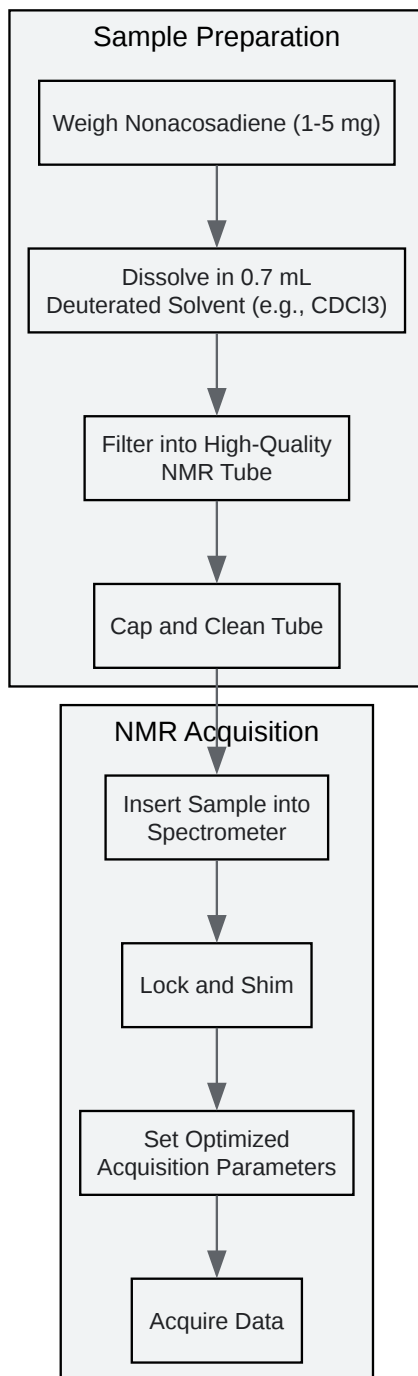 Sample Preparation
Weigh Nonacosadiene (1-5 mg)
Dissolve in 0.7 mL
Deuterated Solvent (e.g., CDCl3)
Filter into High-Quality
NMR Tube
Cap and Clean Tube
NMR Acquisition
Insert Sample into
Spectrometer
Lock and Shim
Set Optimized
Acquisition Parameters
Acquire Data